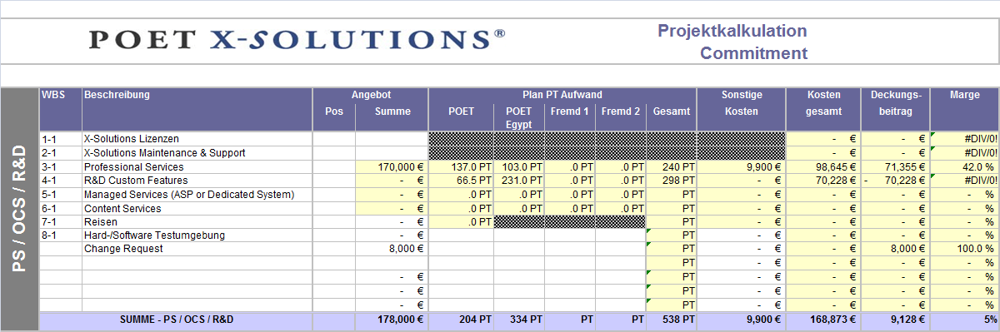 POET X-SOLUTIONS®
Projektkalkulation
Commitment
PS / OCS / R&D
WBS Beschreibung Angebot Plan PT Aufwand Sonstige Kosten Deckungs- Marge
Pos Summe POET POET Fremd 1 Fremd 2 Gesamt Kosten gesamt beitrag
Egypt
1-1 X-Solutions Lizenzen - € - € #DIV/0!
2-1 X-Solutions Maintenance & Support - € - € #DIV/0!
3-1 Professional Services 170,000 € 137.0 PT 103.0 PT .0 PT .0 PT 240 PT 9,900 € 98,645 € 71,355 € 42.0 %
4-1 R&D Custom Features - € 66.5 PT 231.0 PT .0 PT .0 PT 298 PT - € 70,228 € - 70,228 € #DIV/0!
5-1 Managed Services (ASP or Dedicated System) - € .0 PT .0 PT .0 PT .0 PT PT - € - € - € - %
6-1 Content Services - € .0 PT .0 PT .0 PT .0 PT PT - € - € - € - %
7-1 Reisen - € .0 PT PT - € - € - € - %
8-1 Hard-/Software Testumgebung - € PT - € - € - € - %
Change Request 8,000 € PT - € - € 8,000 € 100.0 %
PT - € - € - € - %
- € PT - € - € - € - %
- € PT - € - € - € - %
- € PT - € - € - € - %
SUMME - PS / OCS / R&D 178,000 € 204 PT 334 PT PT PT 538 PT 9,900 € 168,873 € 9,128 € 5%